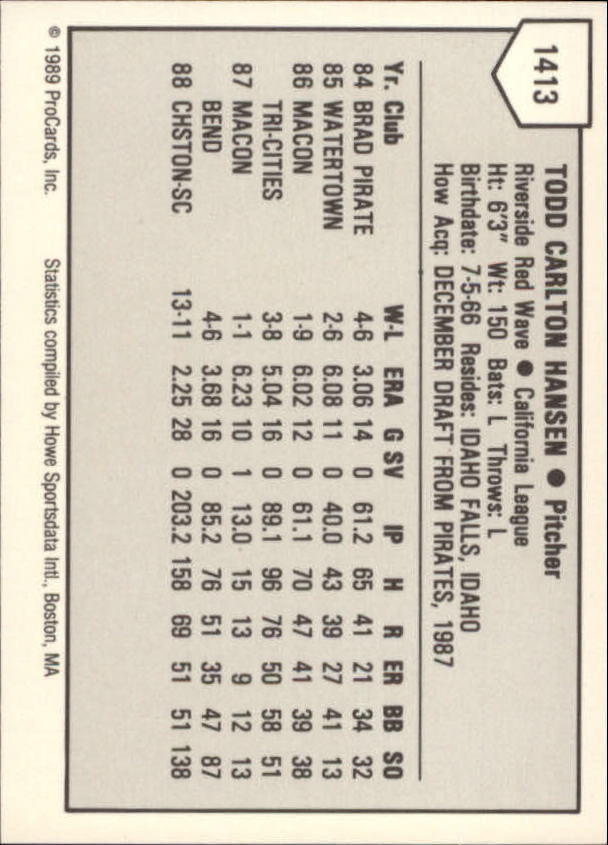 1413
TODD CARLTON HANSEN ● Pitcher
Riverside Red Wave ● California League
Ht: 6'3" Wt: 150 Bats: L Throws: L
Birthdate: 7-5-66 Resides: IDAHO FALLS, IDAHO
How Acq: DECEMBER DRAFT FROM PIRATES, 1987
Yr. Club W-L ERA G SV IP H R ER BB SO
84 BRAD PIRATE 4-6 3.06 14 0 61.2 65 41 21 34 32
85 WATERTOWN 2-6 6.08 11 0 40.0 43 39 27 41 13
86 MACON 1-9 6.02 12 0 61.1 70 47 41 39 38
TRI-CITIES 3-8 5.04 16 0 89.1 96 76 50 58 51
87 MACON 1-1 6.23 10 1 13.0 15 13 9 12 13
BEND 4-6 3.68 16 0 85.2 76 51 35 47 87
88 CHSTON-SC 13-11 2.25 28 0 203.2 158 69 51 51 138
© 1989 ProCards, Inc. Statistics compiled by Howe Sportsdata Intl., Boston, MA